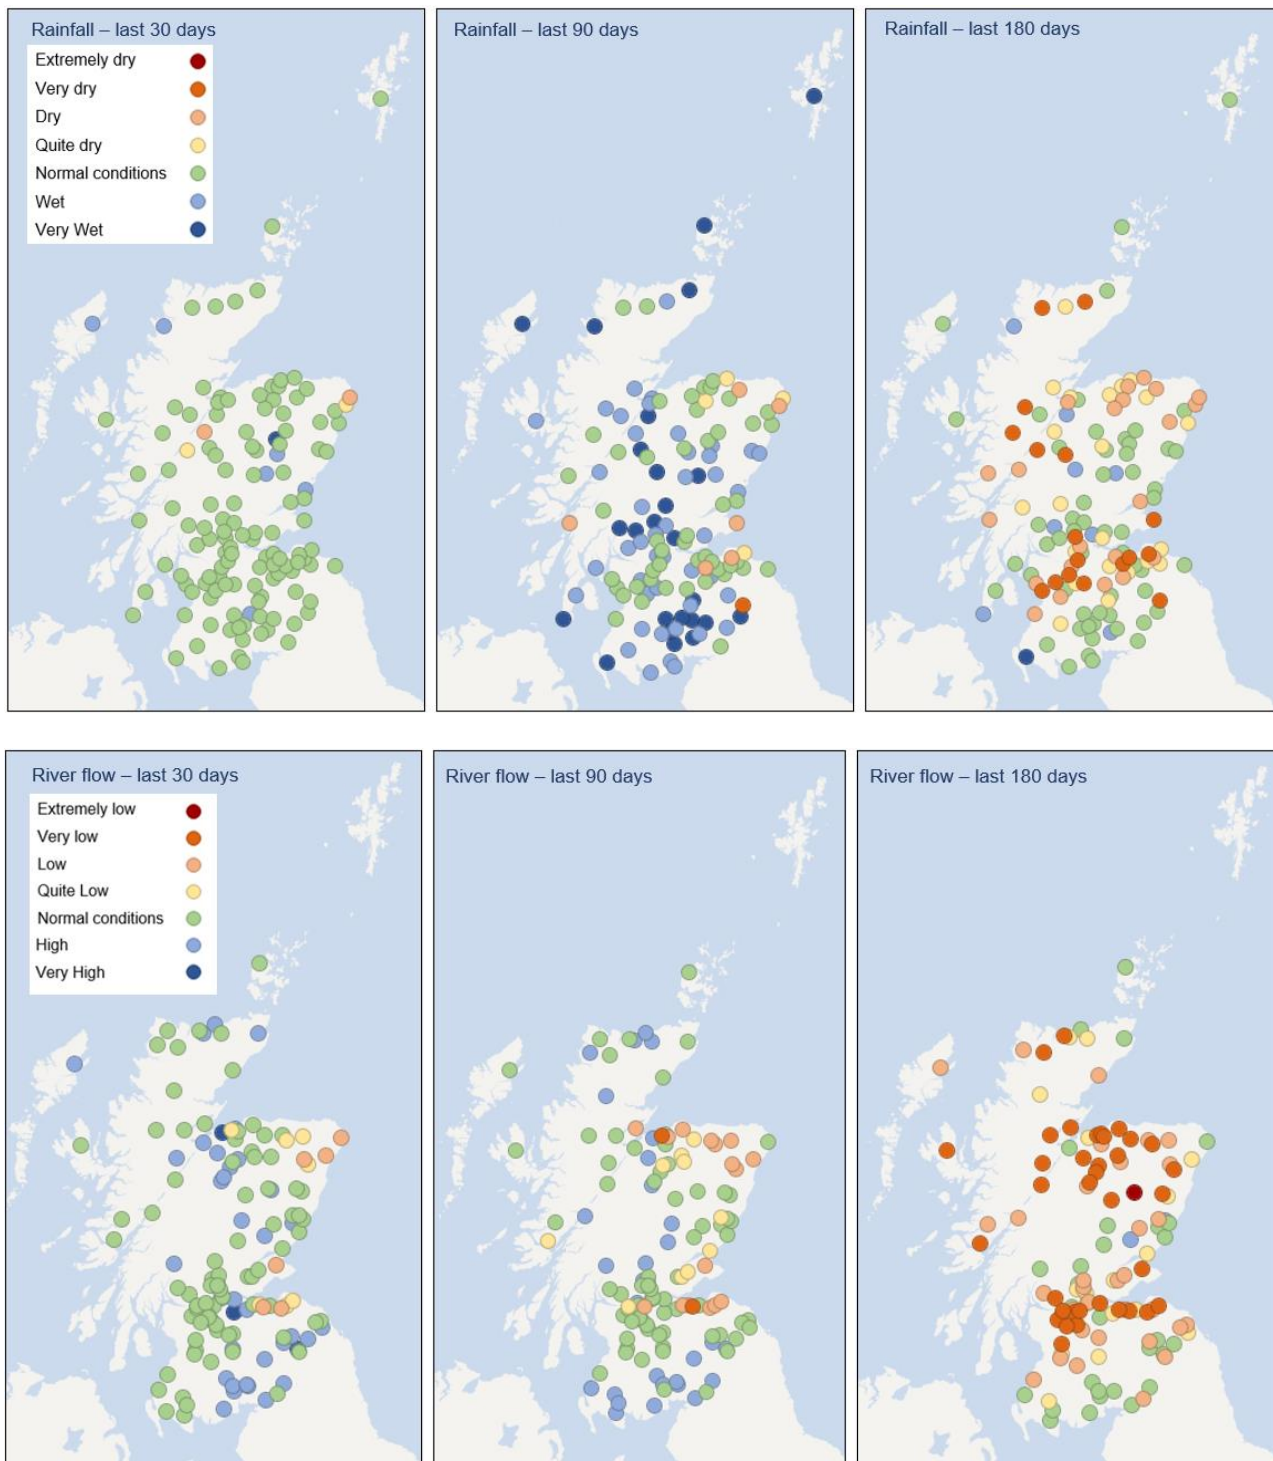 Rainfall – last 30 days
Extremely dry
Very dry
Dry
Quite dry
Normal conditions
Wet
Very Wet
Rainfall – last 90 days
Rainfall – last 180 days
River flow – last 30 days
Extremely low
Very low
Low
Quite Low
Normal conditions
High
Very High
River flow – last 90 days
River flow – last 180 days